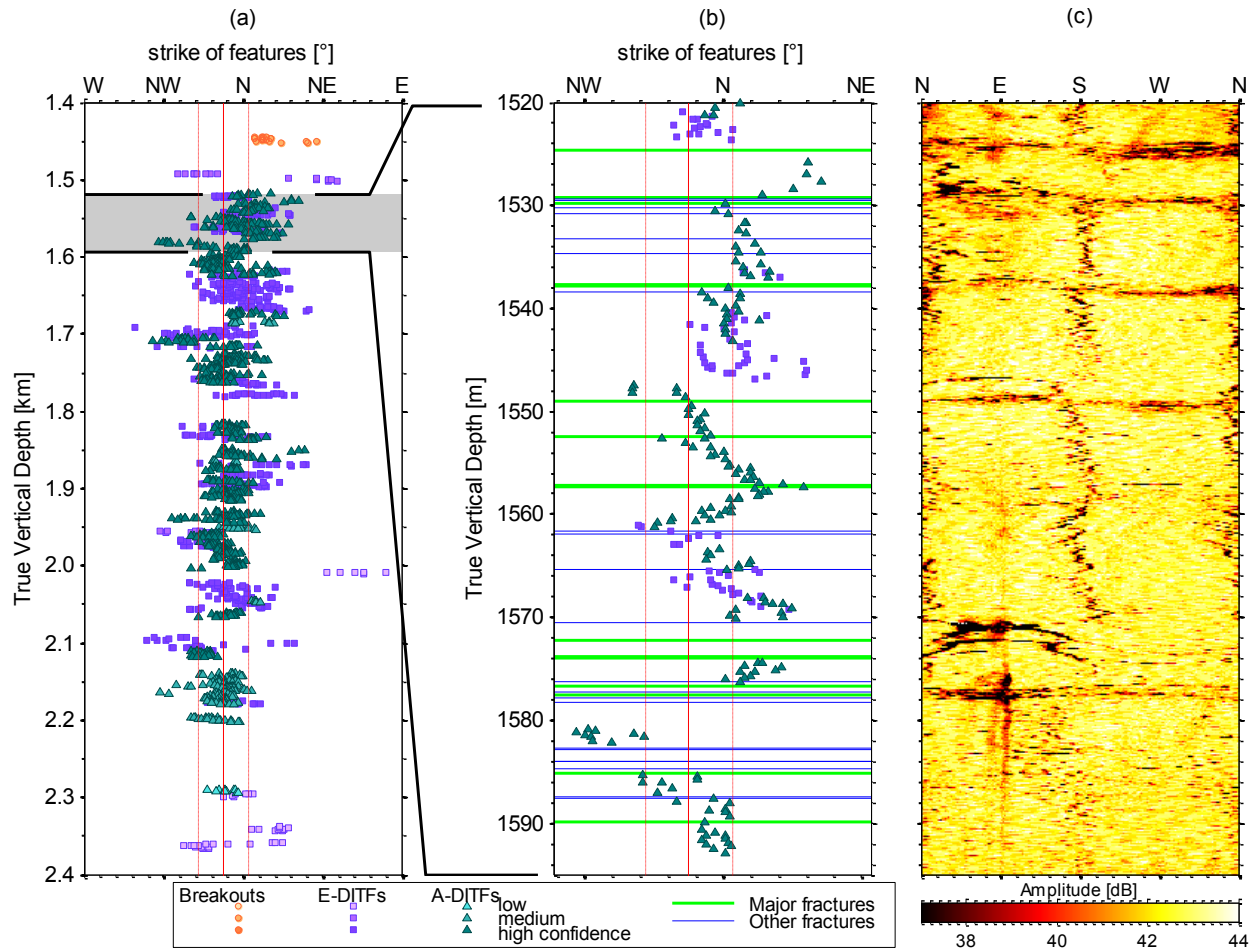 (a)
(b)
(c)
strike of features [°]
strike of features [°]
W NW N NE E
NW N NE
N E S W N
True Vertical Depth [km]
1.4
1.5
1.6
1.7
1.8
1.9
2.0
2.1
2.2
2.3
2.4
True Vertical Depth [m]
1520
1530
1540
1550
1560
1570
1580
1590
Breakouts E-DITFs A-DITFs
low
medium
high confidence
Major fractures
Other fractures
Amplitude [dB]
38 40 42 44